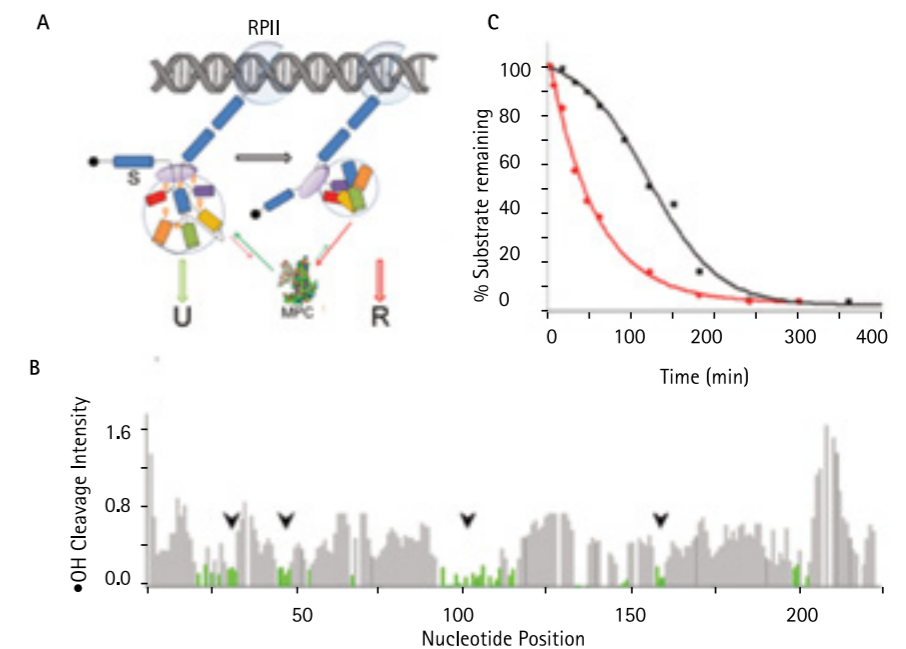 A
RPII
S
U
MPC
R
C
% Substrate remaining
100
80
60
40
20
0
0 100 200 300 400
Time (min)
B
●OH Cleavage Intensity
1.6
0.8
0.0
50 100 150 200
Nucleotide Position